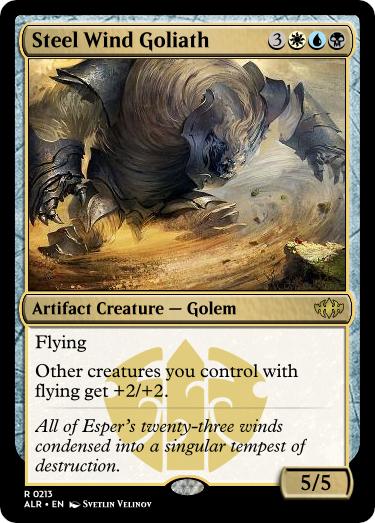 Steel Wind Goliath 3
Artifact Creature — Golem
Flying
Other creatures you control with
flying get +2/+2.
All of Esper's twenty-three winds
condensed into a singular tempest of
destruction.
5/5
R 0213
ALR • EN Svetlin Velinov